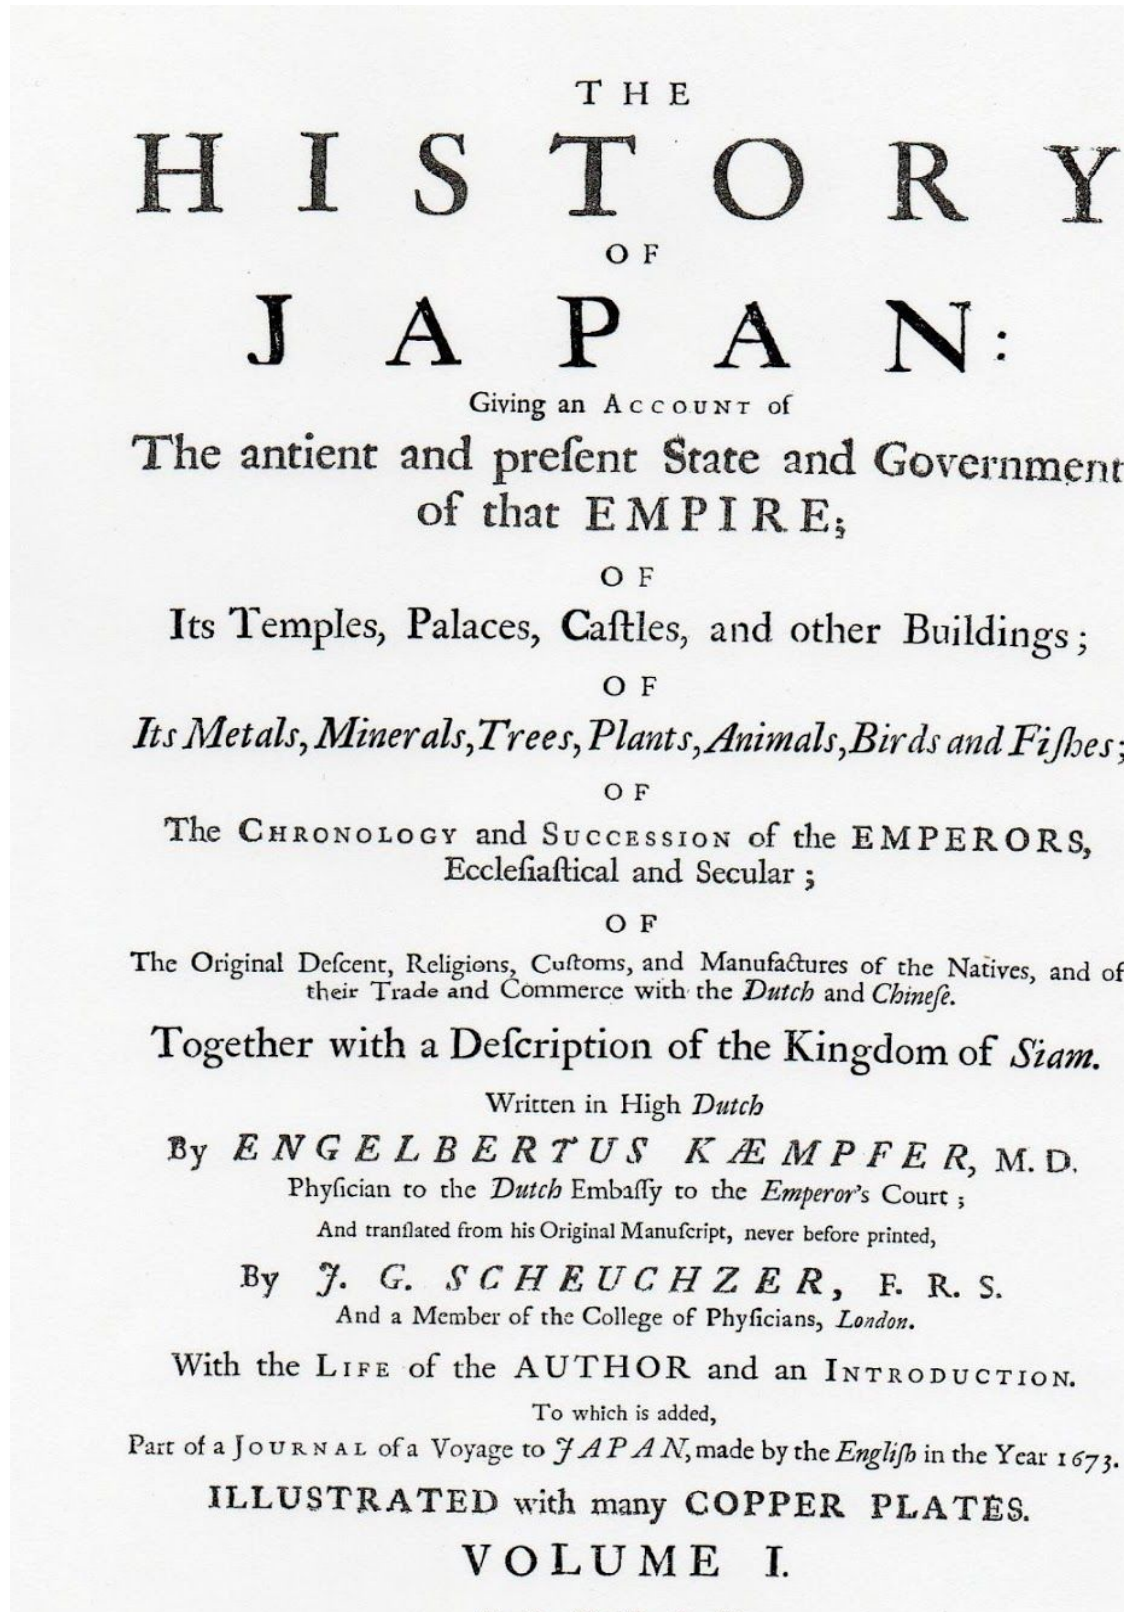 THE
HISTORY
OF
JAPAN:
Giving an ACCOUNT of
The antient and preſent State and Government
of that EMPIRE;
OF
Its Temples, Palaces, Caſtles, and other Buildings;
OF
Its Metals, Minerals, Trees, Plants, Animals, Birds and Fiſhes;
OF
The CHRONOLOGY and SUCCESSION of the EMPERORS,
Eccleſiaſtical and Secular;
OF
The Original Deſcent, Religions, Cuſtoms, and Manufactures of the Natives, and of
their Trade and Commerce with the Dutch and Chineſe.
Together with a Deſcription of the Kingdom of Siam.
Written in High Dutch
By ENGELBERTUS KÆMPFER, M. D.
Phyſician to the Dutch Embaſſy to the Emperor's Court;
And tranſlated from his Original Manuſcript, never before printed,
By J. G. SCHEUCHZER, F. R. S.
And a Member of the College of Phyſicians, London.
With the LIFE of the AUTHOR and an INTRODUCTION.
To which is added,
Part of a JOURNAL of a Voyage to JAPAN, made by the Engliſh in the Year 1673.
ILLUSTRATED with many COPPER PLATES.
VOLUME I.